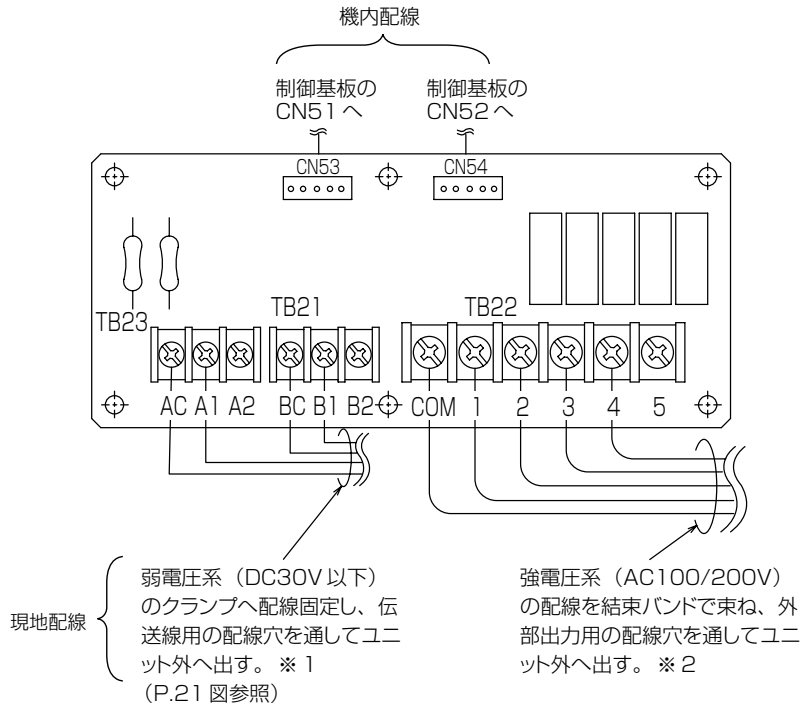 機内配線
制御基板の
CN51へ
制御基板の
CN52へ
CN53
CN54
TB23
TB21
TB22
AC A1 A2
BC B1 B2
COM 1 2 3 4 5
現地配線
弱電圧系（DC30V以下）
のクランプへ配線固定し、伝
送線用の配線穴を通してユニ
ット外へ出す。※1
（P.21図参照）
強電圧系（AC100/200V）
の配線を結束バンドで束ね、外
部出力用の配線穴を通してユニ
ット外へ出す。※2